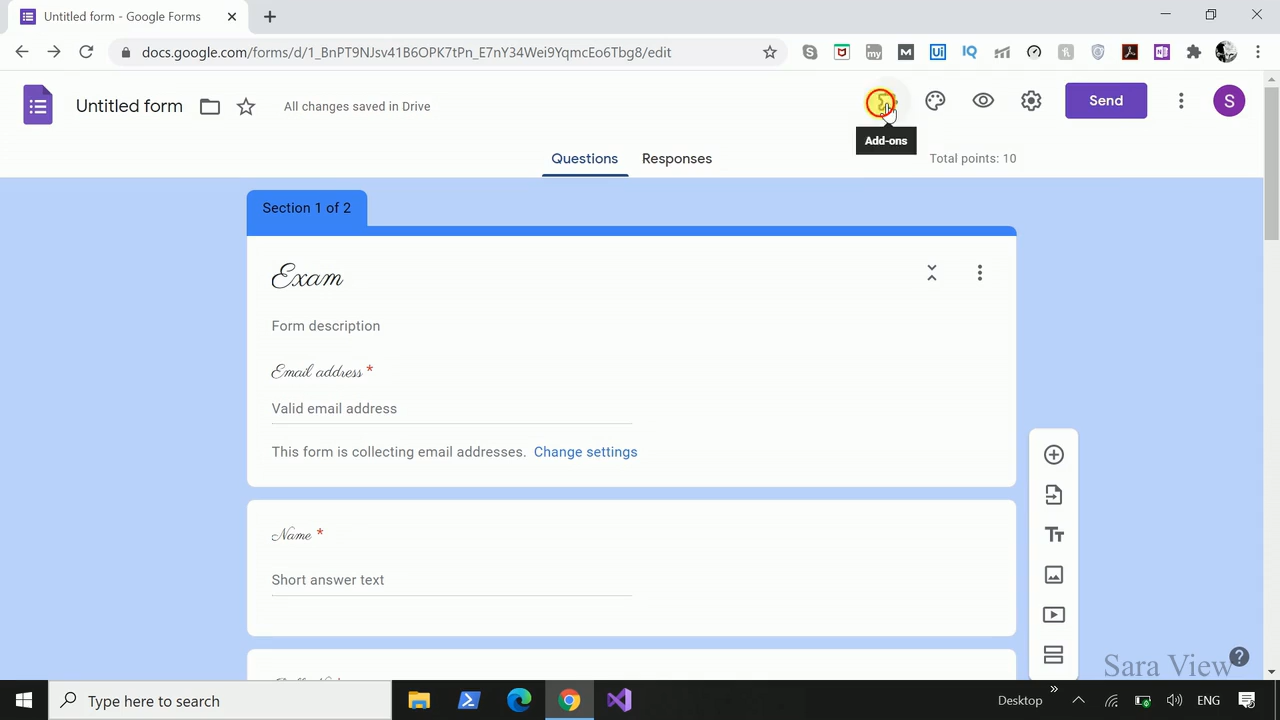 Untitled form - Google Forms
docs.google.com/forms/d/1_BnPT9NJsv41B6OPK7tPn_E7nY34Wei9YqmcEo6Tbg8/edit
Untitled form
All changes saved in Drive
Send
S
Add-ons
Questions
Responses
Total points: 10
Section 1 of 2
Exam
Form description
Email address *
Valid email address
This form is collecting email addresses. Change settings
Name *
Short answer text
Sara View
Type here to search
Desktop
ENG